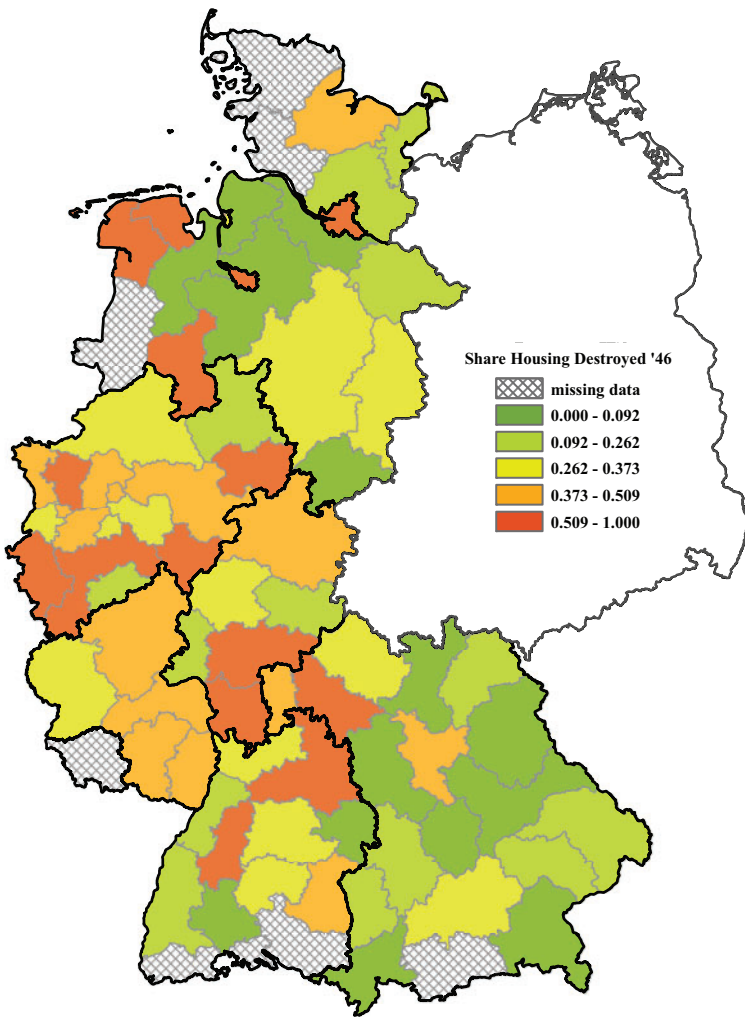 Share Housing Destroyed '46
missing data
0.000 - 0.092
0.092 - 0.262
0.262 - 0.373
0.373 - 0.509
0.509 - 1.000